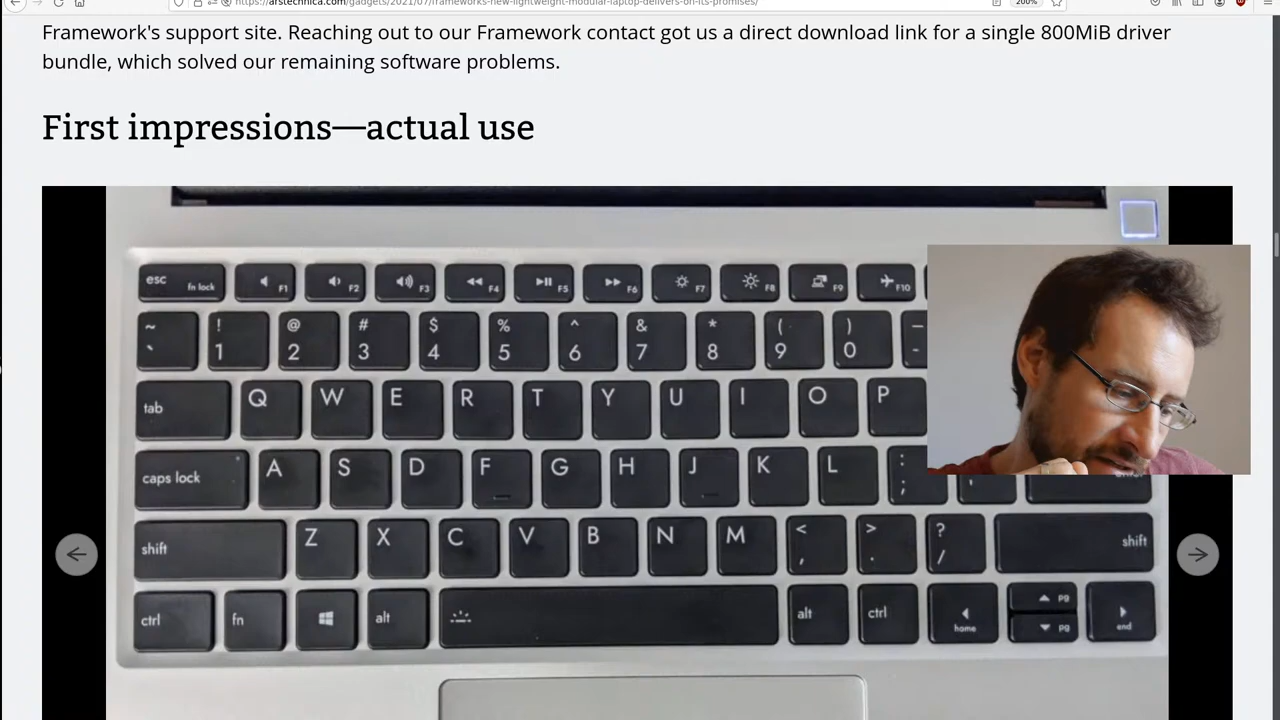 https://arstechnica.com/gadgets/2021/07/frameworks-new-lightweight-modular-laptop-delivers-on-its-promises/
200%
Framework's support site. Reaching out to our Framework contact got us a direct download link for a single 800MiB driver
bundle, which solved our remaining software problems.
First impressions—actual use
esc fn lock F1 F2 F3 F4 F5 F6 F7 F8 F9 F10
~ ! @ # $ % ^ & * ( ) —
` 1 2 3 4 5 6 7 8 9 0 -
tab Q W E R T Y U I O P
caps lock A S D F G H J K L : ;
shift Z X C V B N M < , > . ? / shift
ctrl fn alt alt ctrl home pg pg end